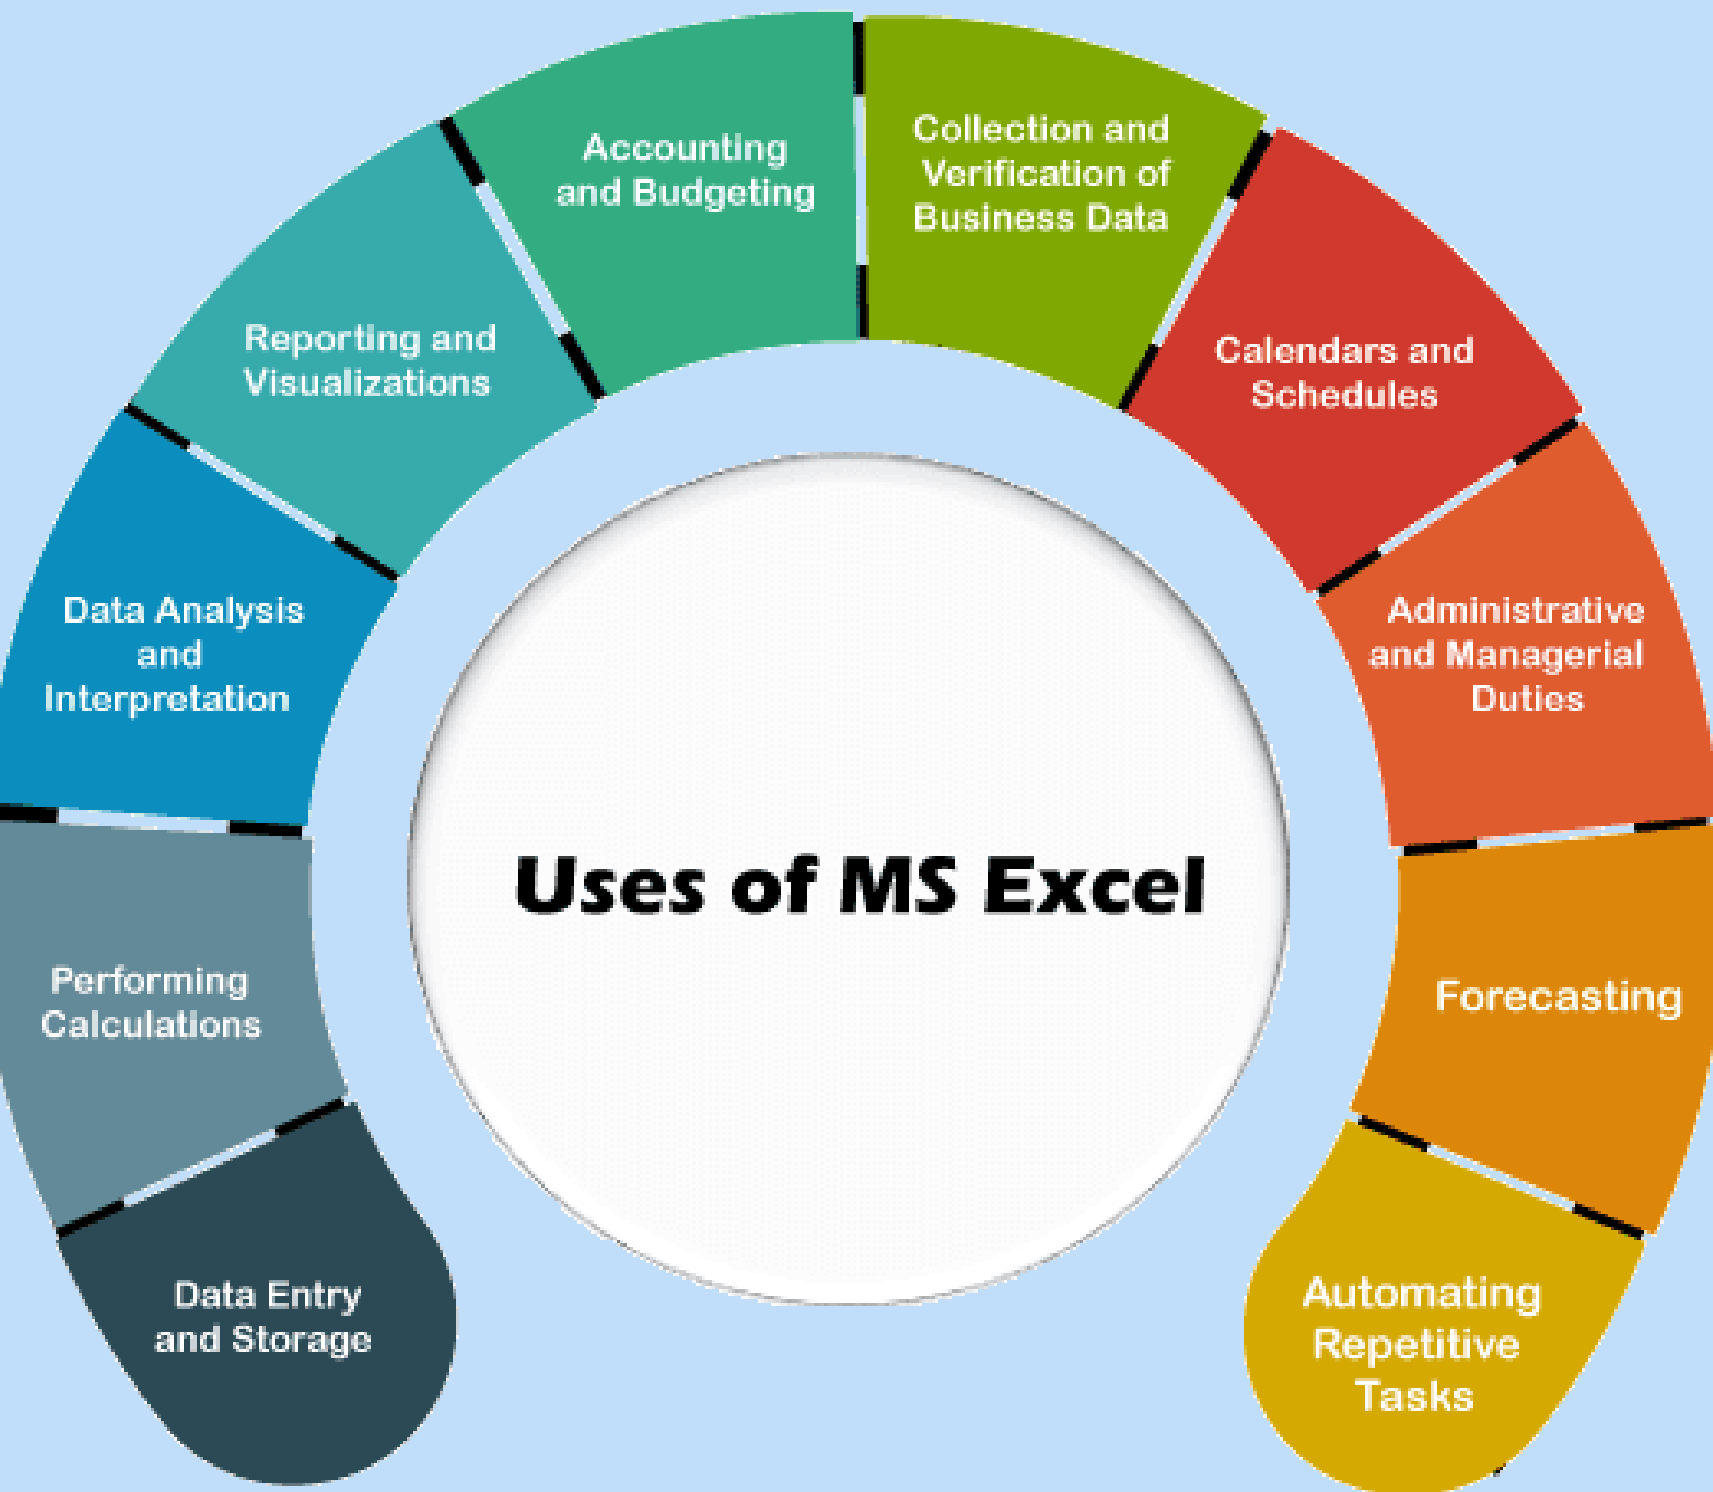 Accounting
and Budgeting
Collection and
Verification of
Business Data
Reporting and
Visualizations
Calendars and
Schedules
Data Analysis
and
Interpretation
Administrative
and Managerial
Duties
Uses of MS Excel
Performing
Calculations
Forecasting
Data Entry
and Storage
Automating
Repetitive
Tasks